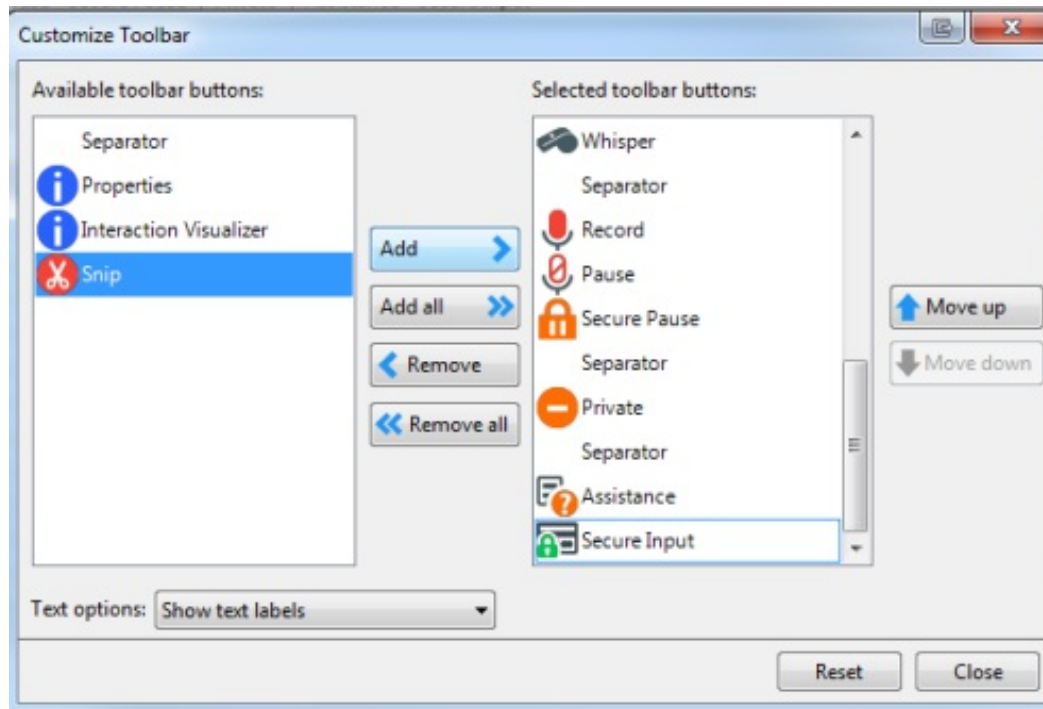 Customize Toolbar
Available toolbar buttons:
Separator
Properties
Interaction Visualizer
Snip
Add
Add all
Remove
Remove all
Selected toolbar buttons:
Whisper
Separator
Record
Pause
Secure Pause
Separator
Private
Separator
Assistance
Secure Input
Move up
Move down
Text options: Show text labels
Reset
Close